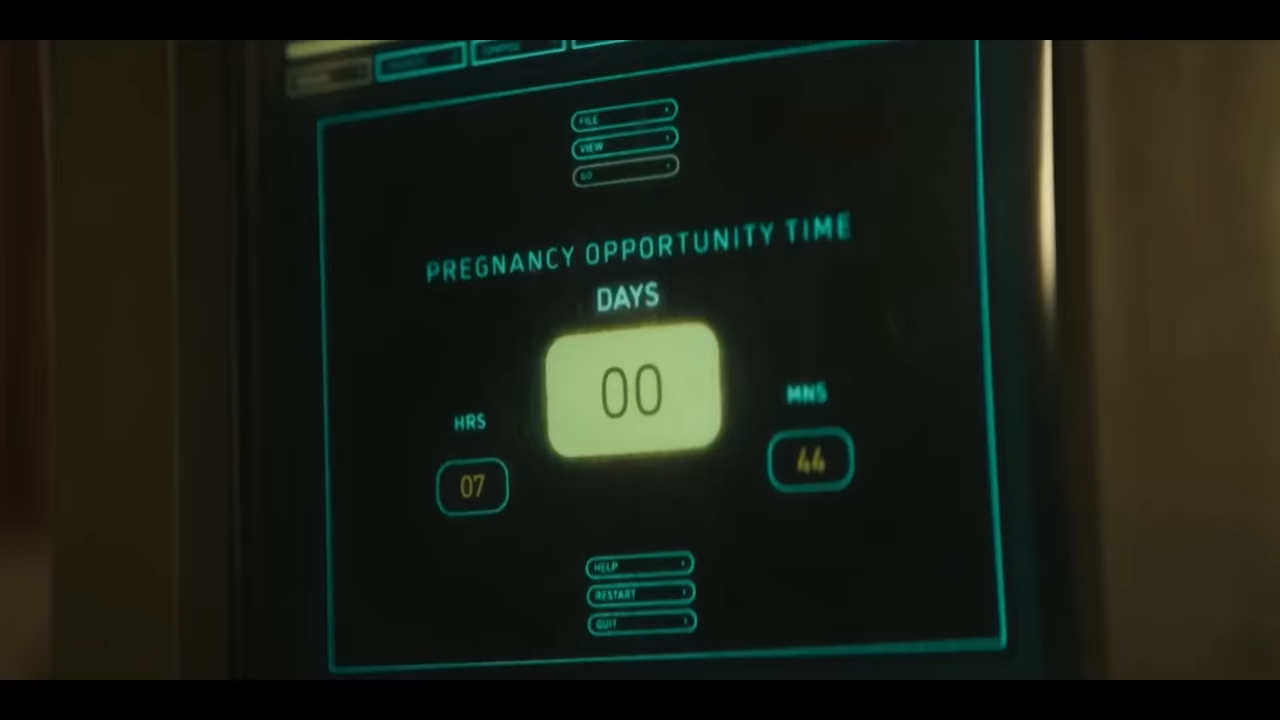 FILE
VIEW
GO
PREGNANCY OPPORTUNITY TIME
DAYS
00
HRS
MNS
07
44
HELP
RESTART
QUIT